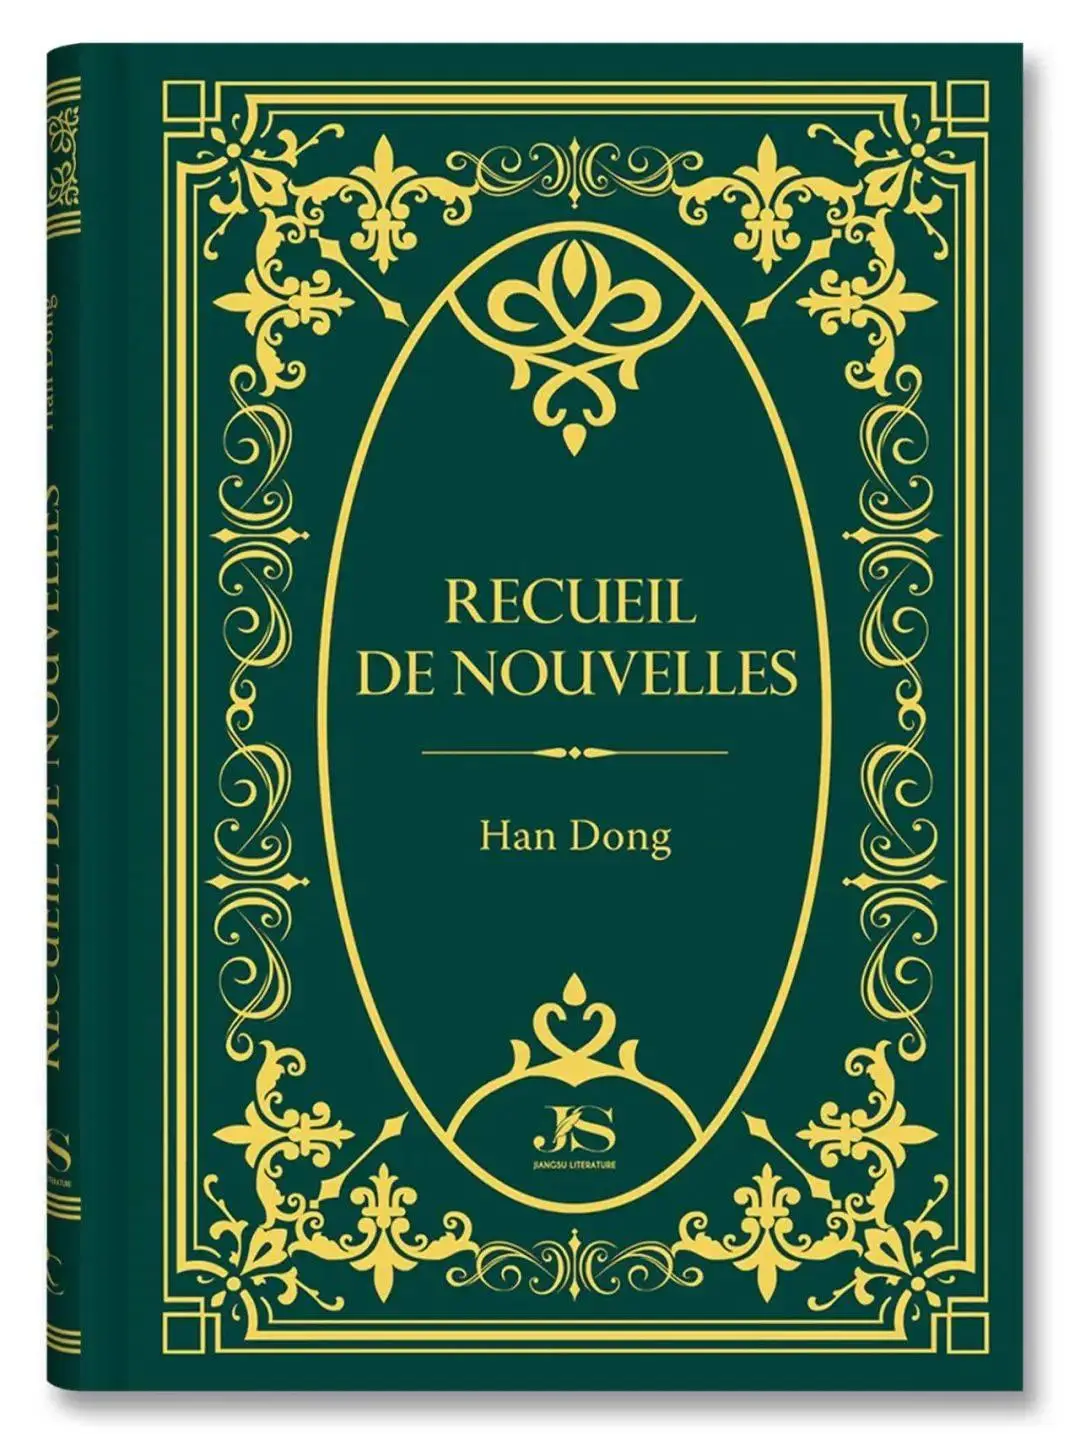 RECUEIL
DE NOUVELLES
Han Dong
JS
JIANGSU LITERATURE
Han Dong
RECUEIL DE NOUVELLES